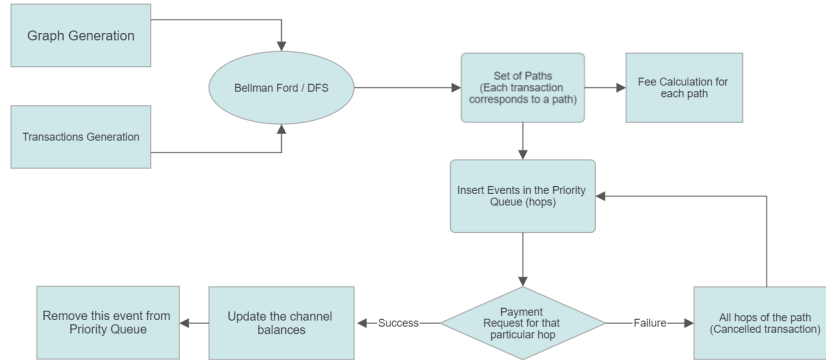 Graph Generation
Transactions Generation
Bellman Ford / DFS
Set of Paths
(Each transaction
corresponds to a path)
Fee Calculation for
each path
Insert Events in the Priority
Queue (hops)
Remove this event from
Priority Queue
Update the channel
balances
Success
Payment
Request for that
particular hop
Failure
All hops of the path
(Cancelled transaction)